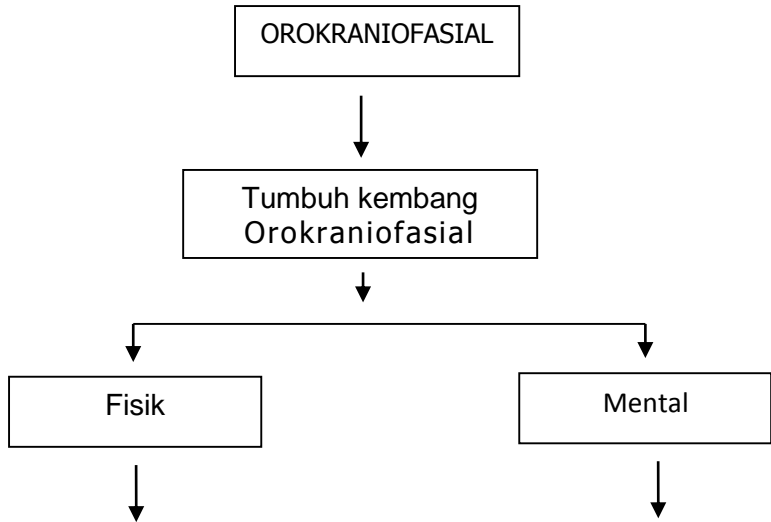 OROKRANIOFASIAL
Tumbuh kembang
Orokraniofasial
Fisik
Mental